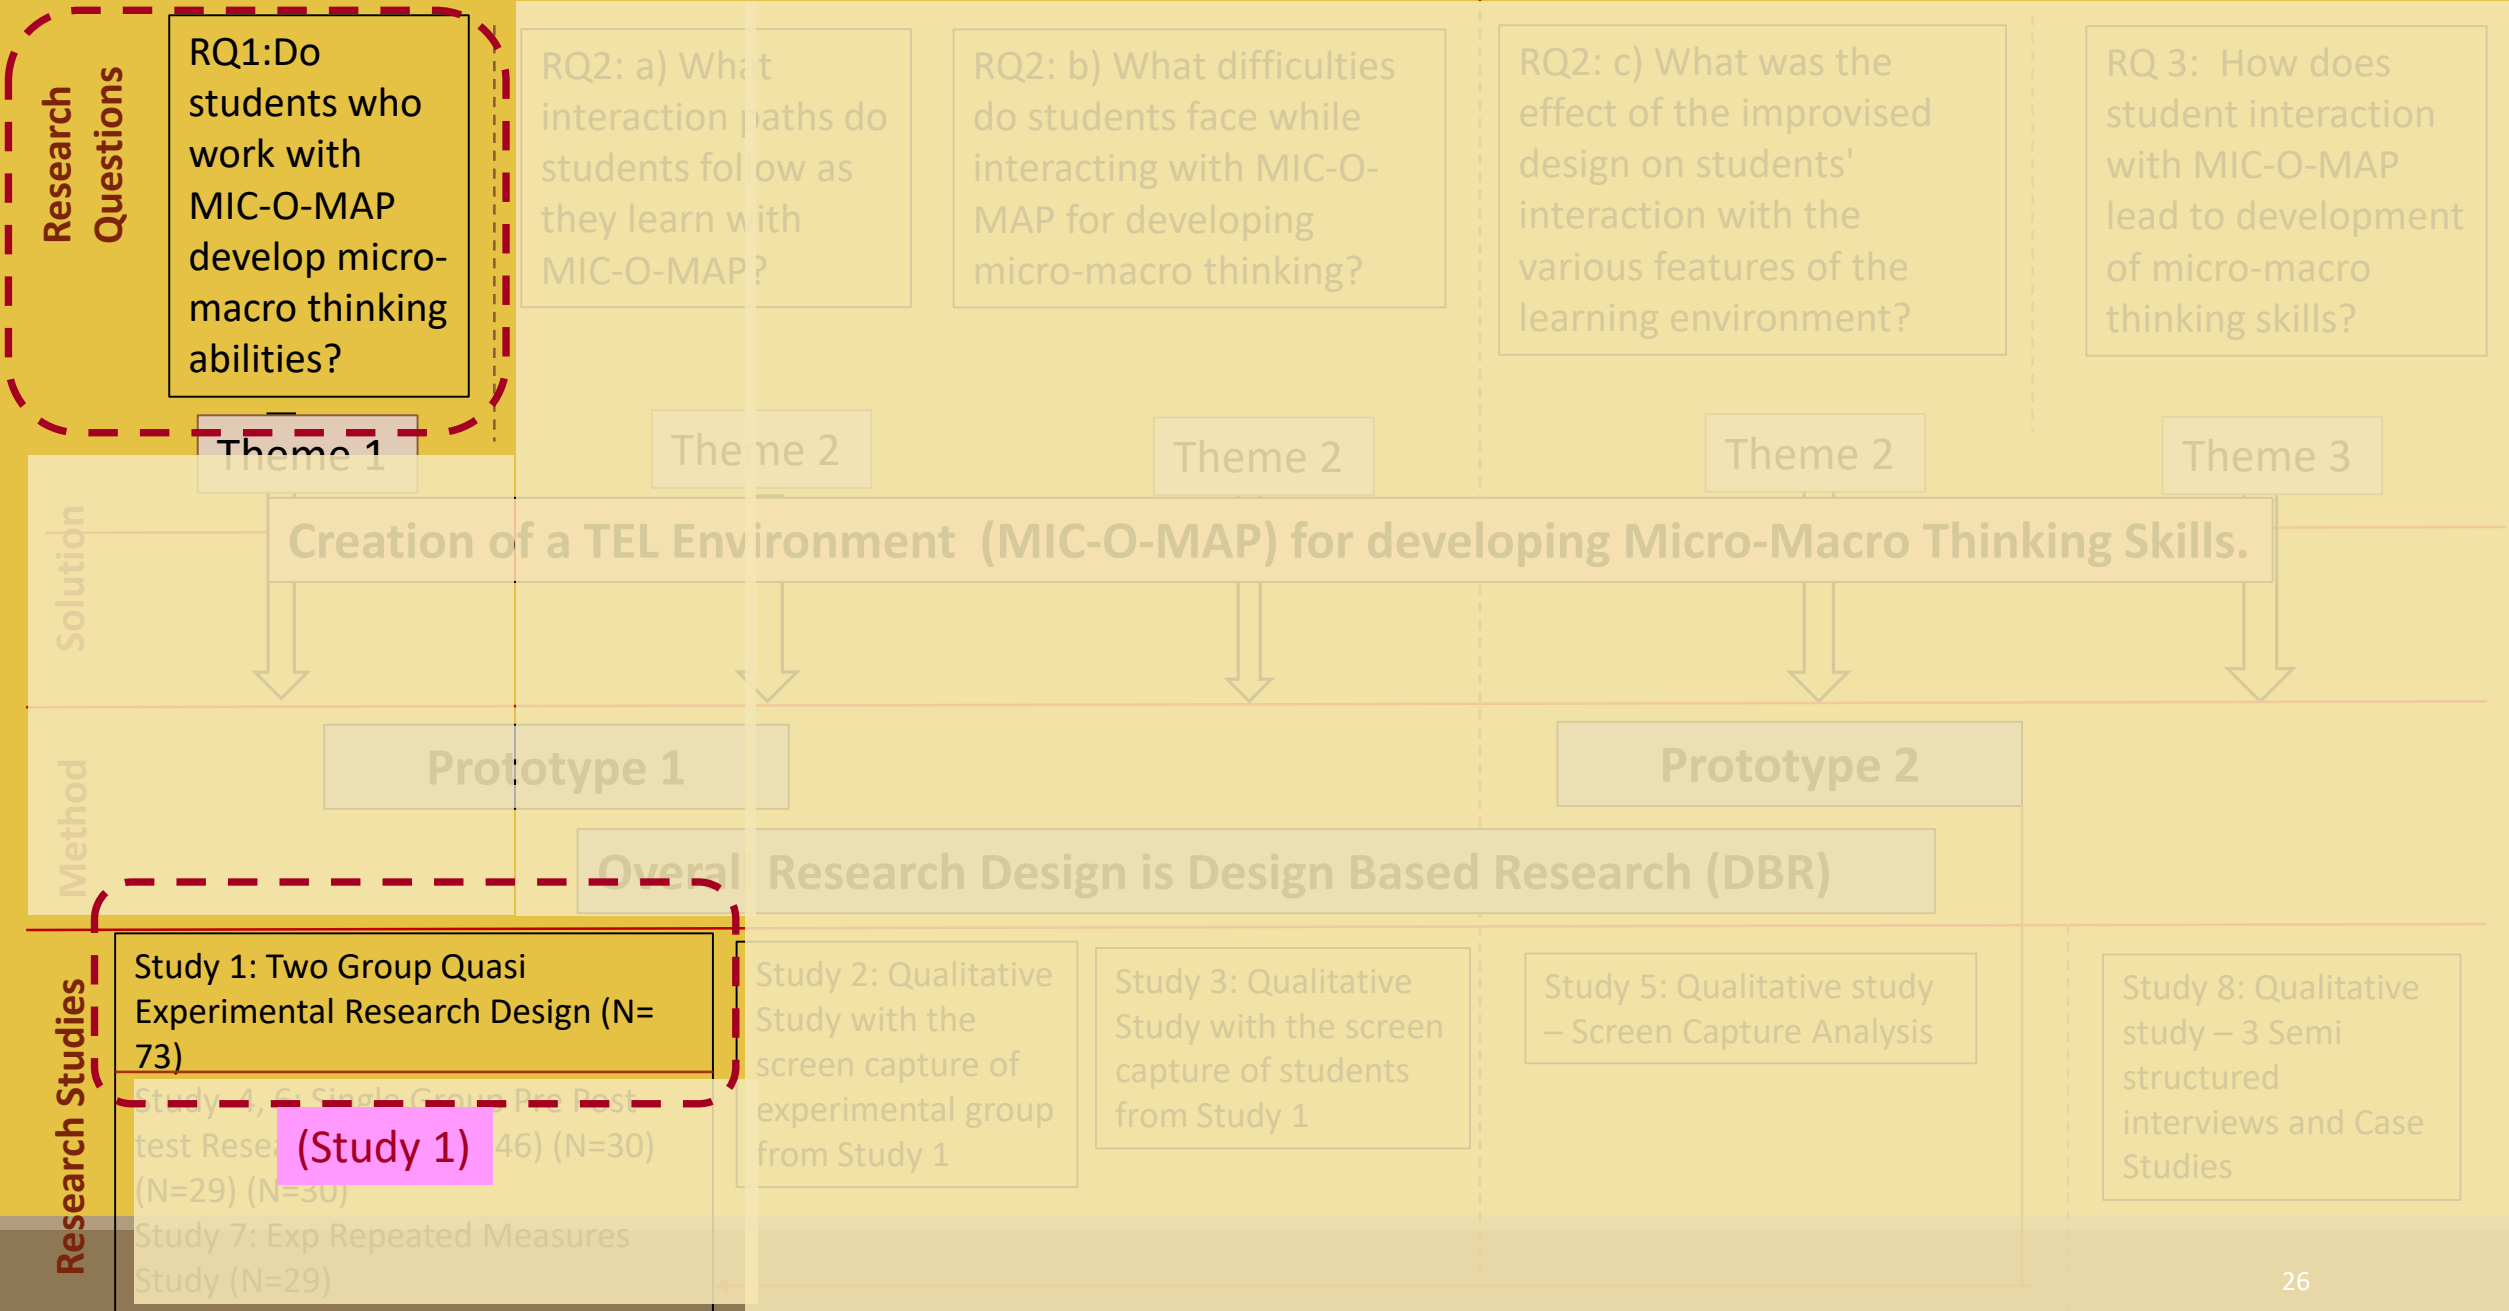 Research
Questions
RQ1:Do
students who
work with
MIC-O-MAP
develop micro-
macro thinking
abilities?
RQ2: a) What
interaction paths do
students follow as
they learn with
MIC-O-MAP?
RQ2: b) What difficulties
do students face while
interacting with MIC-O-
MAP for developing
micro-macro thinking?
RQ2: c) What was the
effect of the improvised
design on students'
interaction with the
various features of the
learning environment?
RQ 3: How does
student interaction
with MIC-O-MAP
lead to development
of micro-macro
thinking skills?
Theme 1
Theme 2
Theme 2
Theme 2
Theme 3
Solution
Creation of a TEL Environment (MIC-O-MAP) for developing Micro-Macro Thinking Skills.
Method
Prototype 1
Prototype 2
Overall Research Design is Design Based Research (DBR)
Research Studies
Study 1: Two Group Quasi
Experimental Research Design (N=
73)
Study 4, 6: Single Group Pre Post
test 46) (N=30)
(N=29) (N=30)
Study 7: Exp Repeated Measures
Study (N=29)
(Study 1)
Study 2: Qualitative
Study with the
screen capture of
experimental group
from Study 1
Study 3: Qualitative
Study with the screen
capture of students
from Study 1
Study 5: Qualitative study
– Screen Capture Analysis
Study 8: Qualitative
study – 3 Semi
structured
interviews and Case
Studies
26